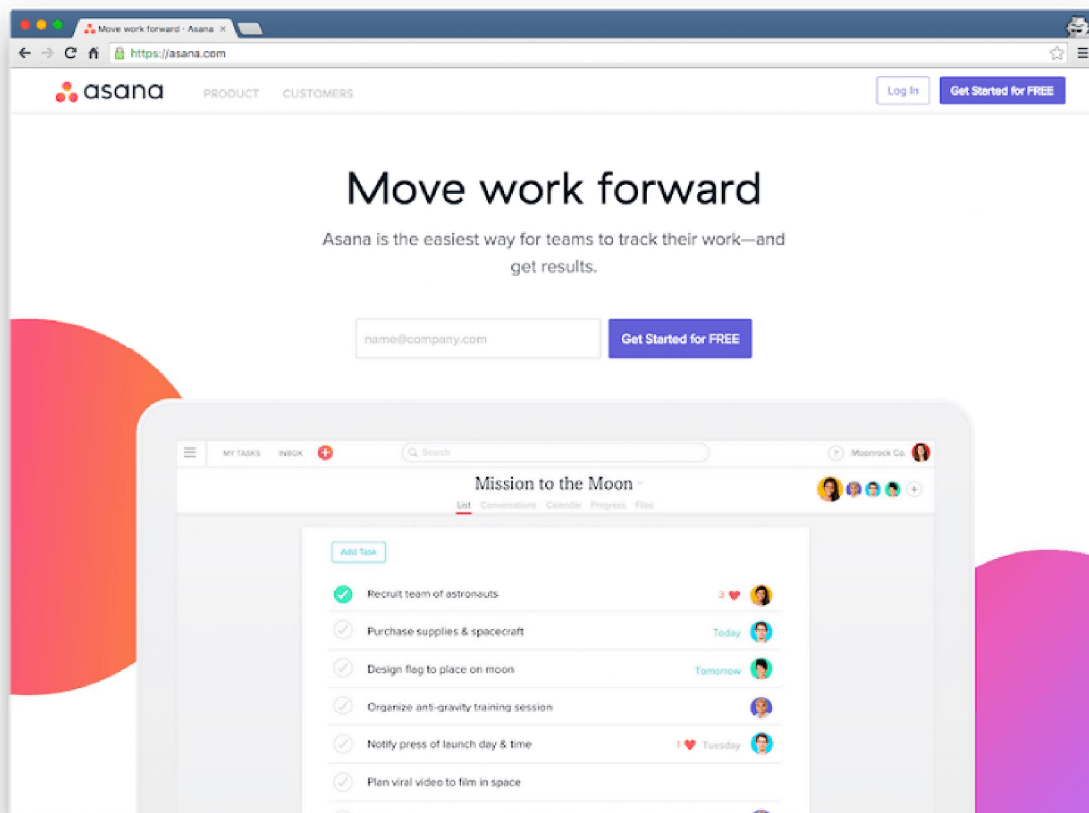 Move work forward · Asana ×
https://asana.com
asana PRODUCT CUSTOMERS Log In Get Started for FREE
Move work forward
Asana is the easiest way for teams to track their work—and
get results.
name@company.com Get Started for FREE
MY TASKS INBOX + Search ? Moonrock Co.
Mission to the Moon +
List Conversations Calendar Progress Files
Add Task
Recruit team of astronauts 3
Purchase supplies & spacecraft Today
Design flag to place on moon Tomorrow
Organize anti-gravity training session
Notify press of launch day & time 1 Tuesday
Plan viral video to film in space